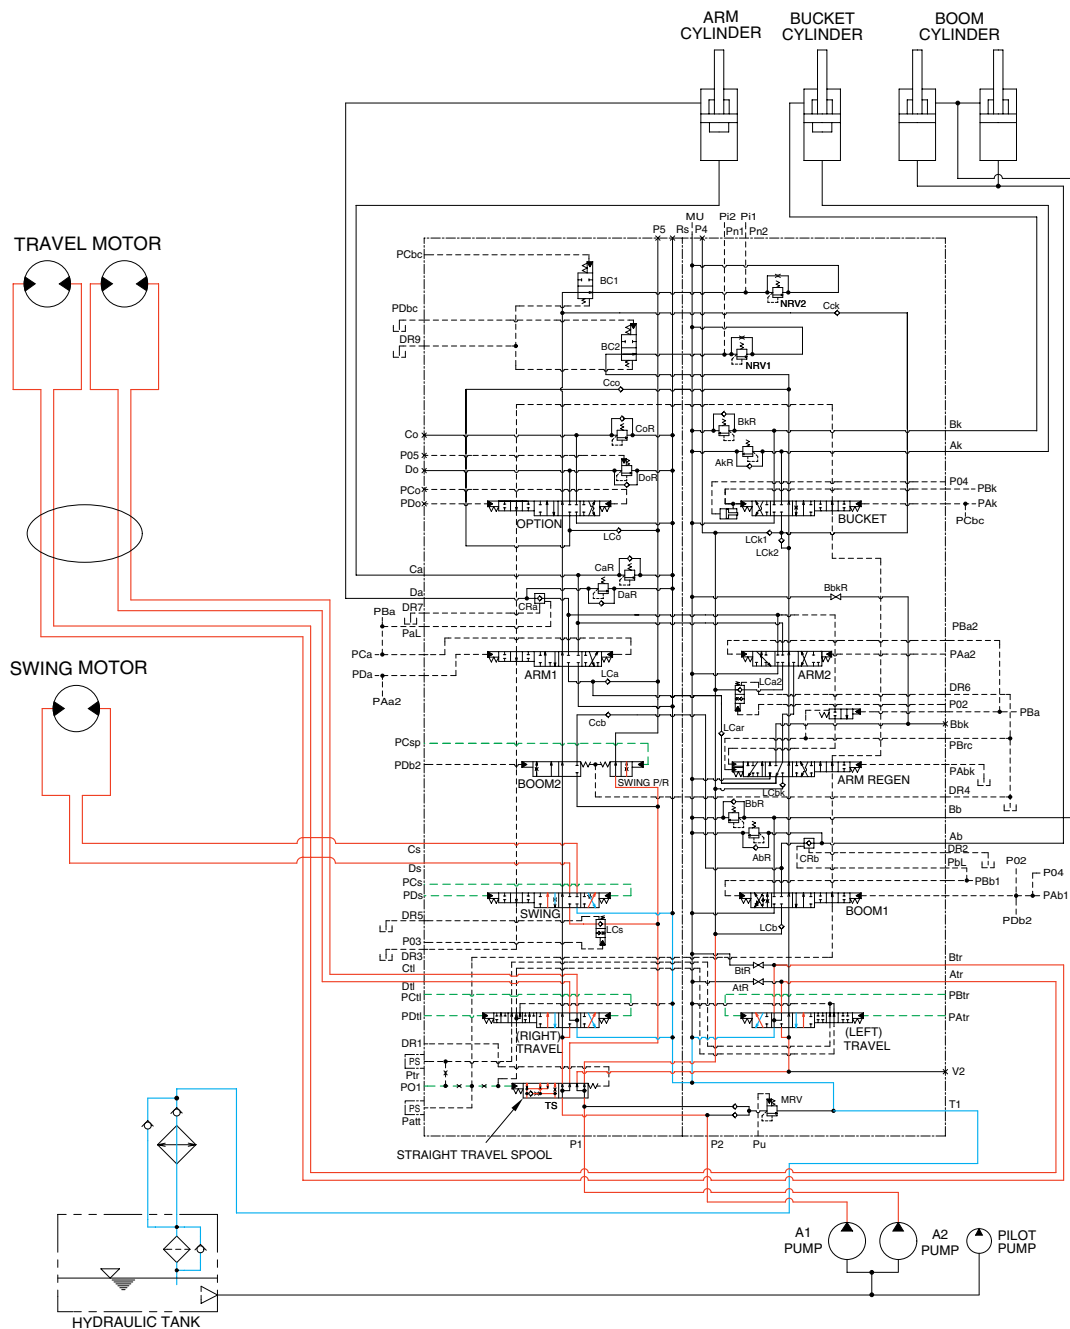 ARM
CYLINDER
BUCKET
CYLINDER
BOOM
CYLINDER
TRAVEL MOTOR
MU
Pi2
Pi1
P5
Rs
P4
Pn1
Pn2
PCbc
BC1
NRV2
Cck
PDbc
DR9
BC2
NRV1
Cco
Co
CoR
BkR
Bk
Ak
P05
Do
DoR
AkR
P04
PCo
PBk
PDo
PAk
OPTION
BUCKET
PCbc
LCo
LCk1
LCk2
Ca
CaR
Da
DaR
BbkR
CRa
PBa
DR7
PaL
PBa2
PCa
PAa2
PDa
ARM1
ARM2
PAa2
LCa
LCa2
DR6
P02
PBa
Ccb
LCar
Bbk
PCsp
PBrc
PDb2
BOOM2
SWING P/R
ARM REGEN
PAbk
LCbk
DR4
BbR
Bb
SWING MOTOR
AbR
CRb
Ab
Cs
DR2
Ds
PbL
P02
PCs
PBb1
P04
PDs
PAb1
SWING
BOOM1
PDb2
DR5
LCs
LCb
P03
DR3
Btr
Ctl
BtR
Atr
Dtl
AtR
PCtl
PBtr
PDtl
PAtr
(RIGHT)
TRAVEL
(LEFT)
TRAVEL
DR1
PS
Ptr
V2
PO1
TS
MRV
T1
PS
Patt
P1
P2
Pu
STRAIGHT TRAVEL SPOOL
A1
PUMP
A2
PUMP
PILOT
PUMP
HYDRAULIC TANK